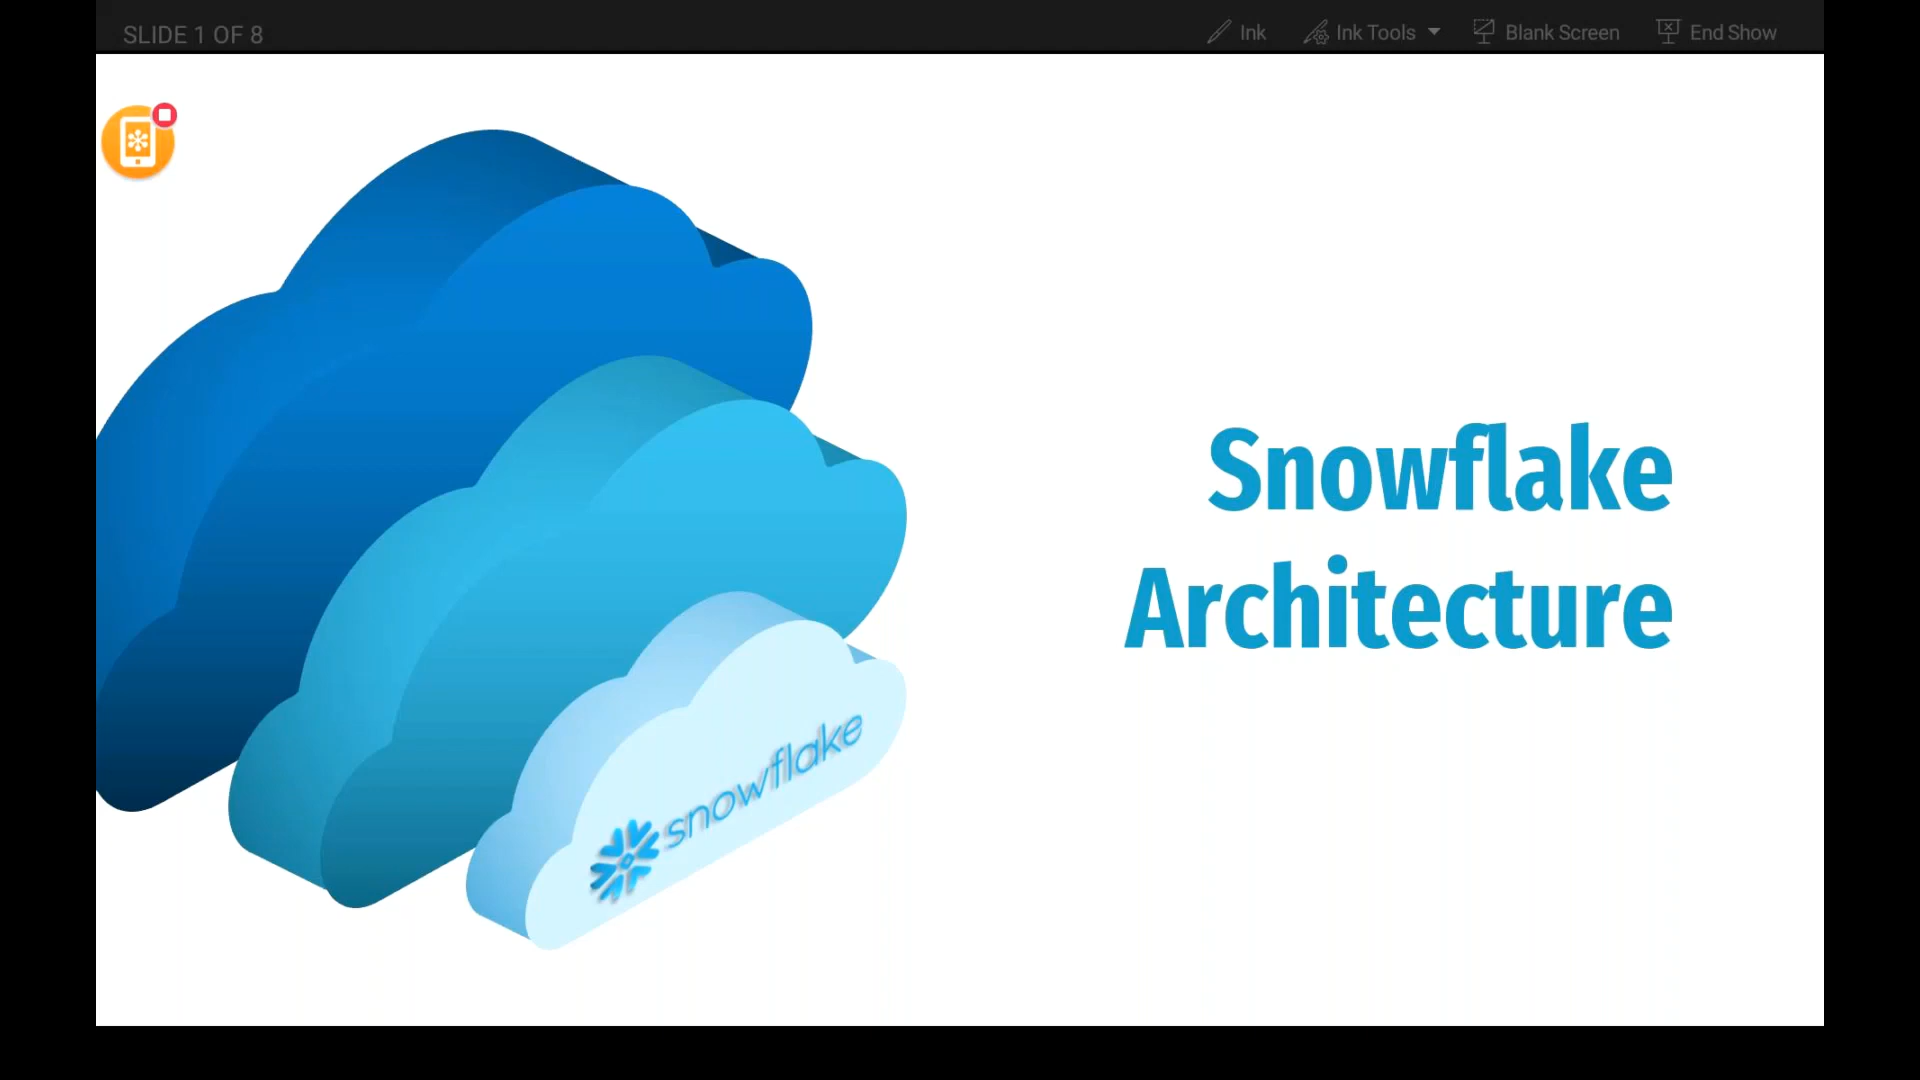 SLIDE 1 OF 8
Ink
Ink Tools
Blank Screen
End Show
Snowflake
Architecture
snowflake